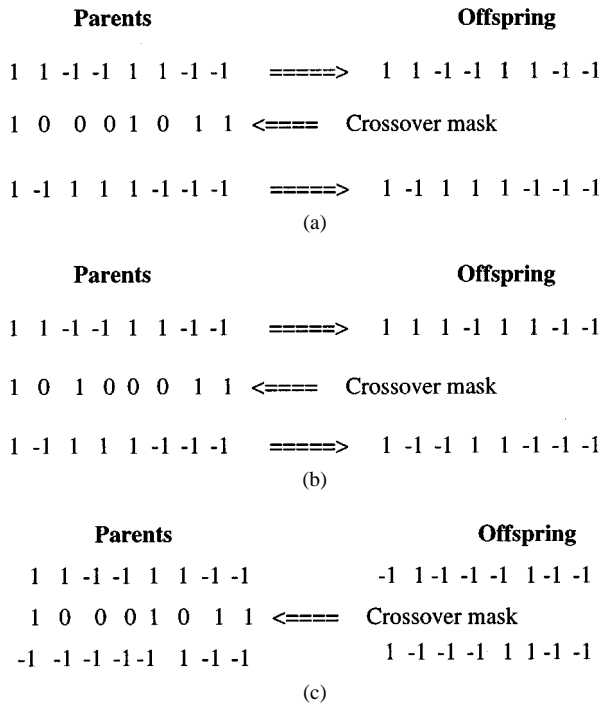 Parents Offspring
1 1 -1 -1 1 1 -1 -1 =====> 1 1 -1 -1 1 1 -1 -1
1 0 0 0 1 0 1 1 <==== Crossover mask
1 -1 1 1 1 -1 -1 -1 =====> 1 -1 1 1 1 -1 -1 -1
(a)
Parents Offspring
1 1 -1 -1 1 1 -1 -1 =====> 1 1 1 -1 1 1 -1 -1
1 0 1 0 0 0 1 1 <==== Crossover mask
1 -1 1 1 1 -1 -1 -1 =====> 1 -1 -1 1 1 -1 -1 -1
(b)
Parents Offspring
1 1 -1 -1 1 1 -1 -1 -1 1 -1 -1 -1 1 -1 -1
1 0 0 0 1 0 1 1 <==== Crossover mask
-1 -1 -1 -1 -1 1 -1 -1 1 -1 -1 -1 1 1 -1 -1
(c)